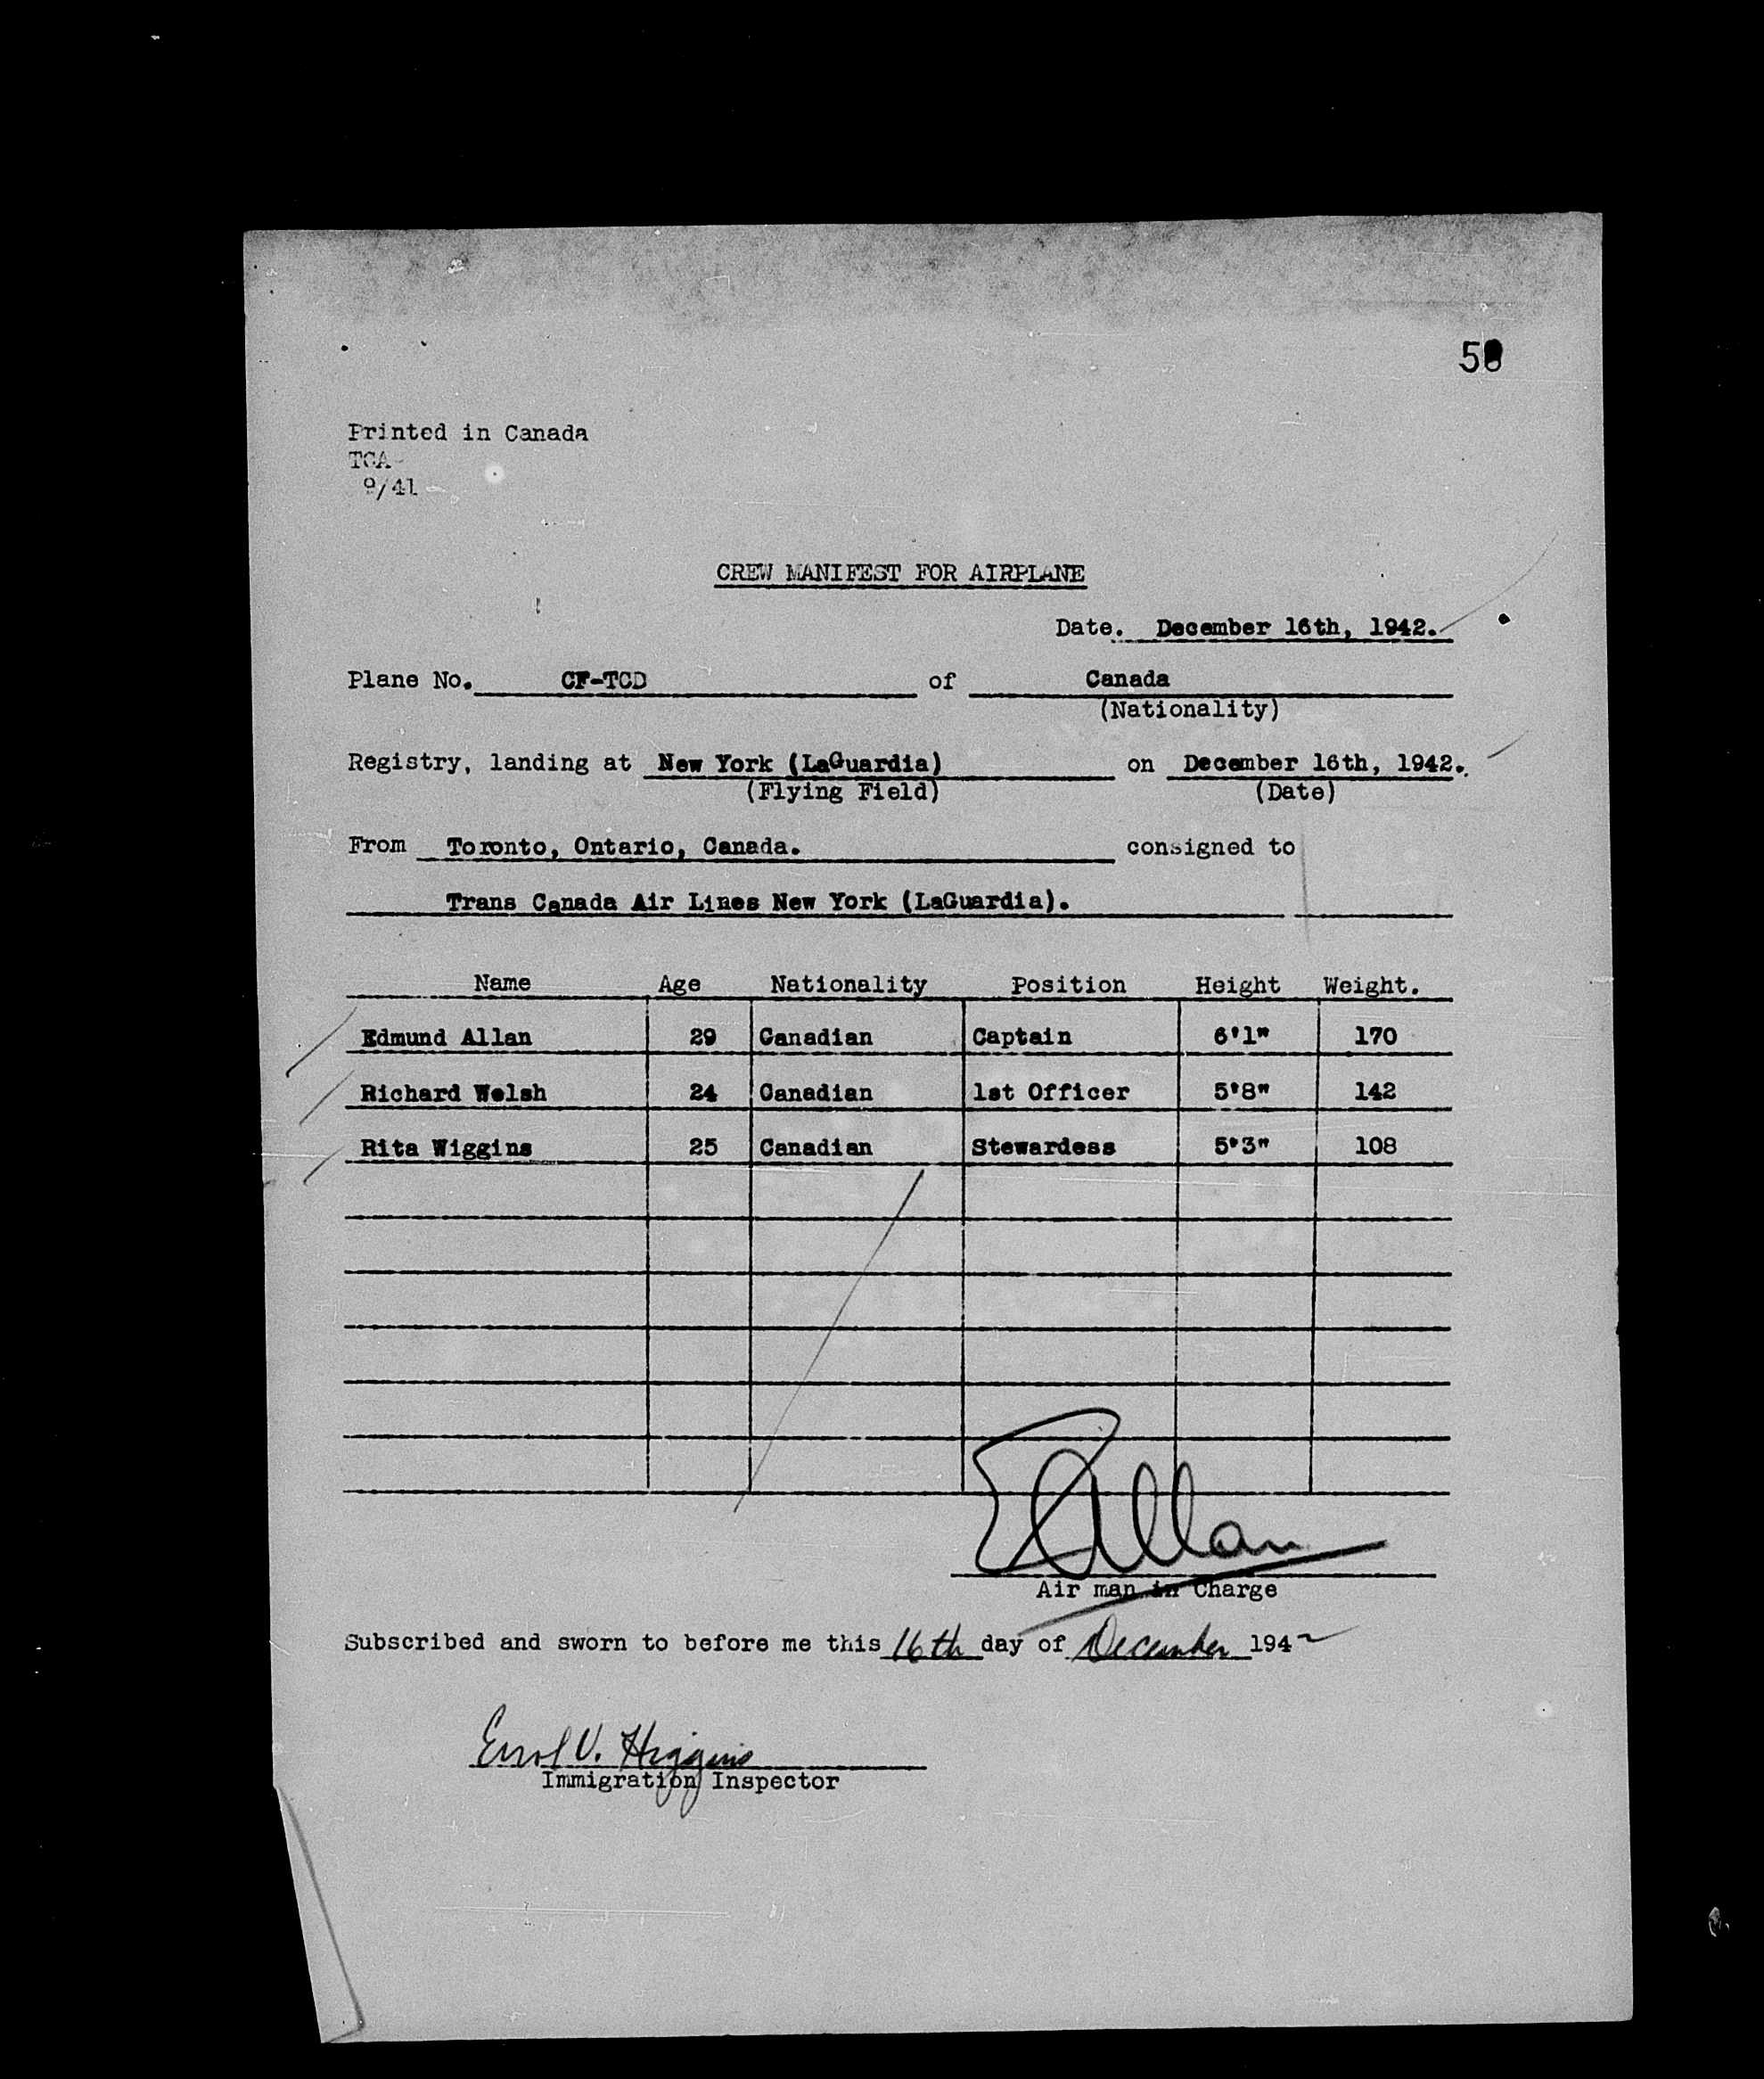 5
Printed in Canada
TCA
9/41
CREW MANIFEST FOR AIRPLANE
Date. December 16th, 1942.
Plane No. CF-TCD of Canada
(Nationality)
Registry, landing at New York (LaGuardia) on December 16th, 1942.
(Flying Field) (Date)
From Toronto, Ontario, Canada. consigned to
Trans Canada Air Lines New York (LaGuardia).
Name Age Nationality Position Height Weight.
Edmund Allan 29 Canadian Captain 6'1" 170
Richard Welsh 24 Canadian 1st Officer 5'8" 142
Rita Wiggins 25 Canadian Stewardess 5'3" 108
E Allan
Air man in Charge
Subscribed and sworn to before me this 16th day of December 1942
Errol V. Higgins
Immigration Inspector